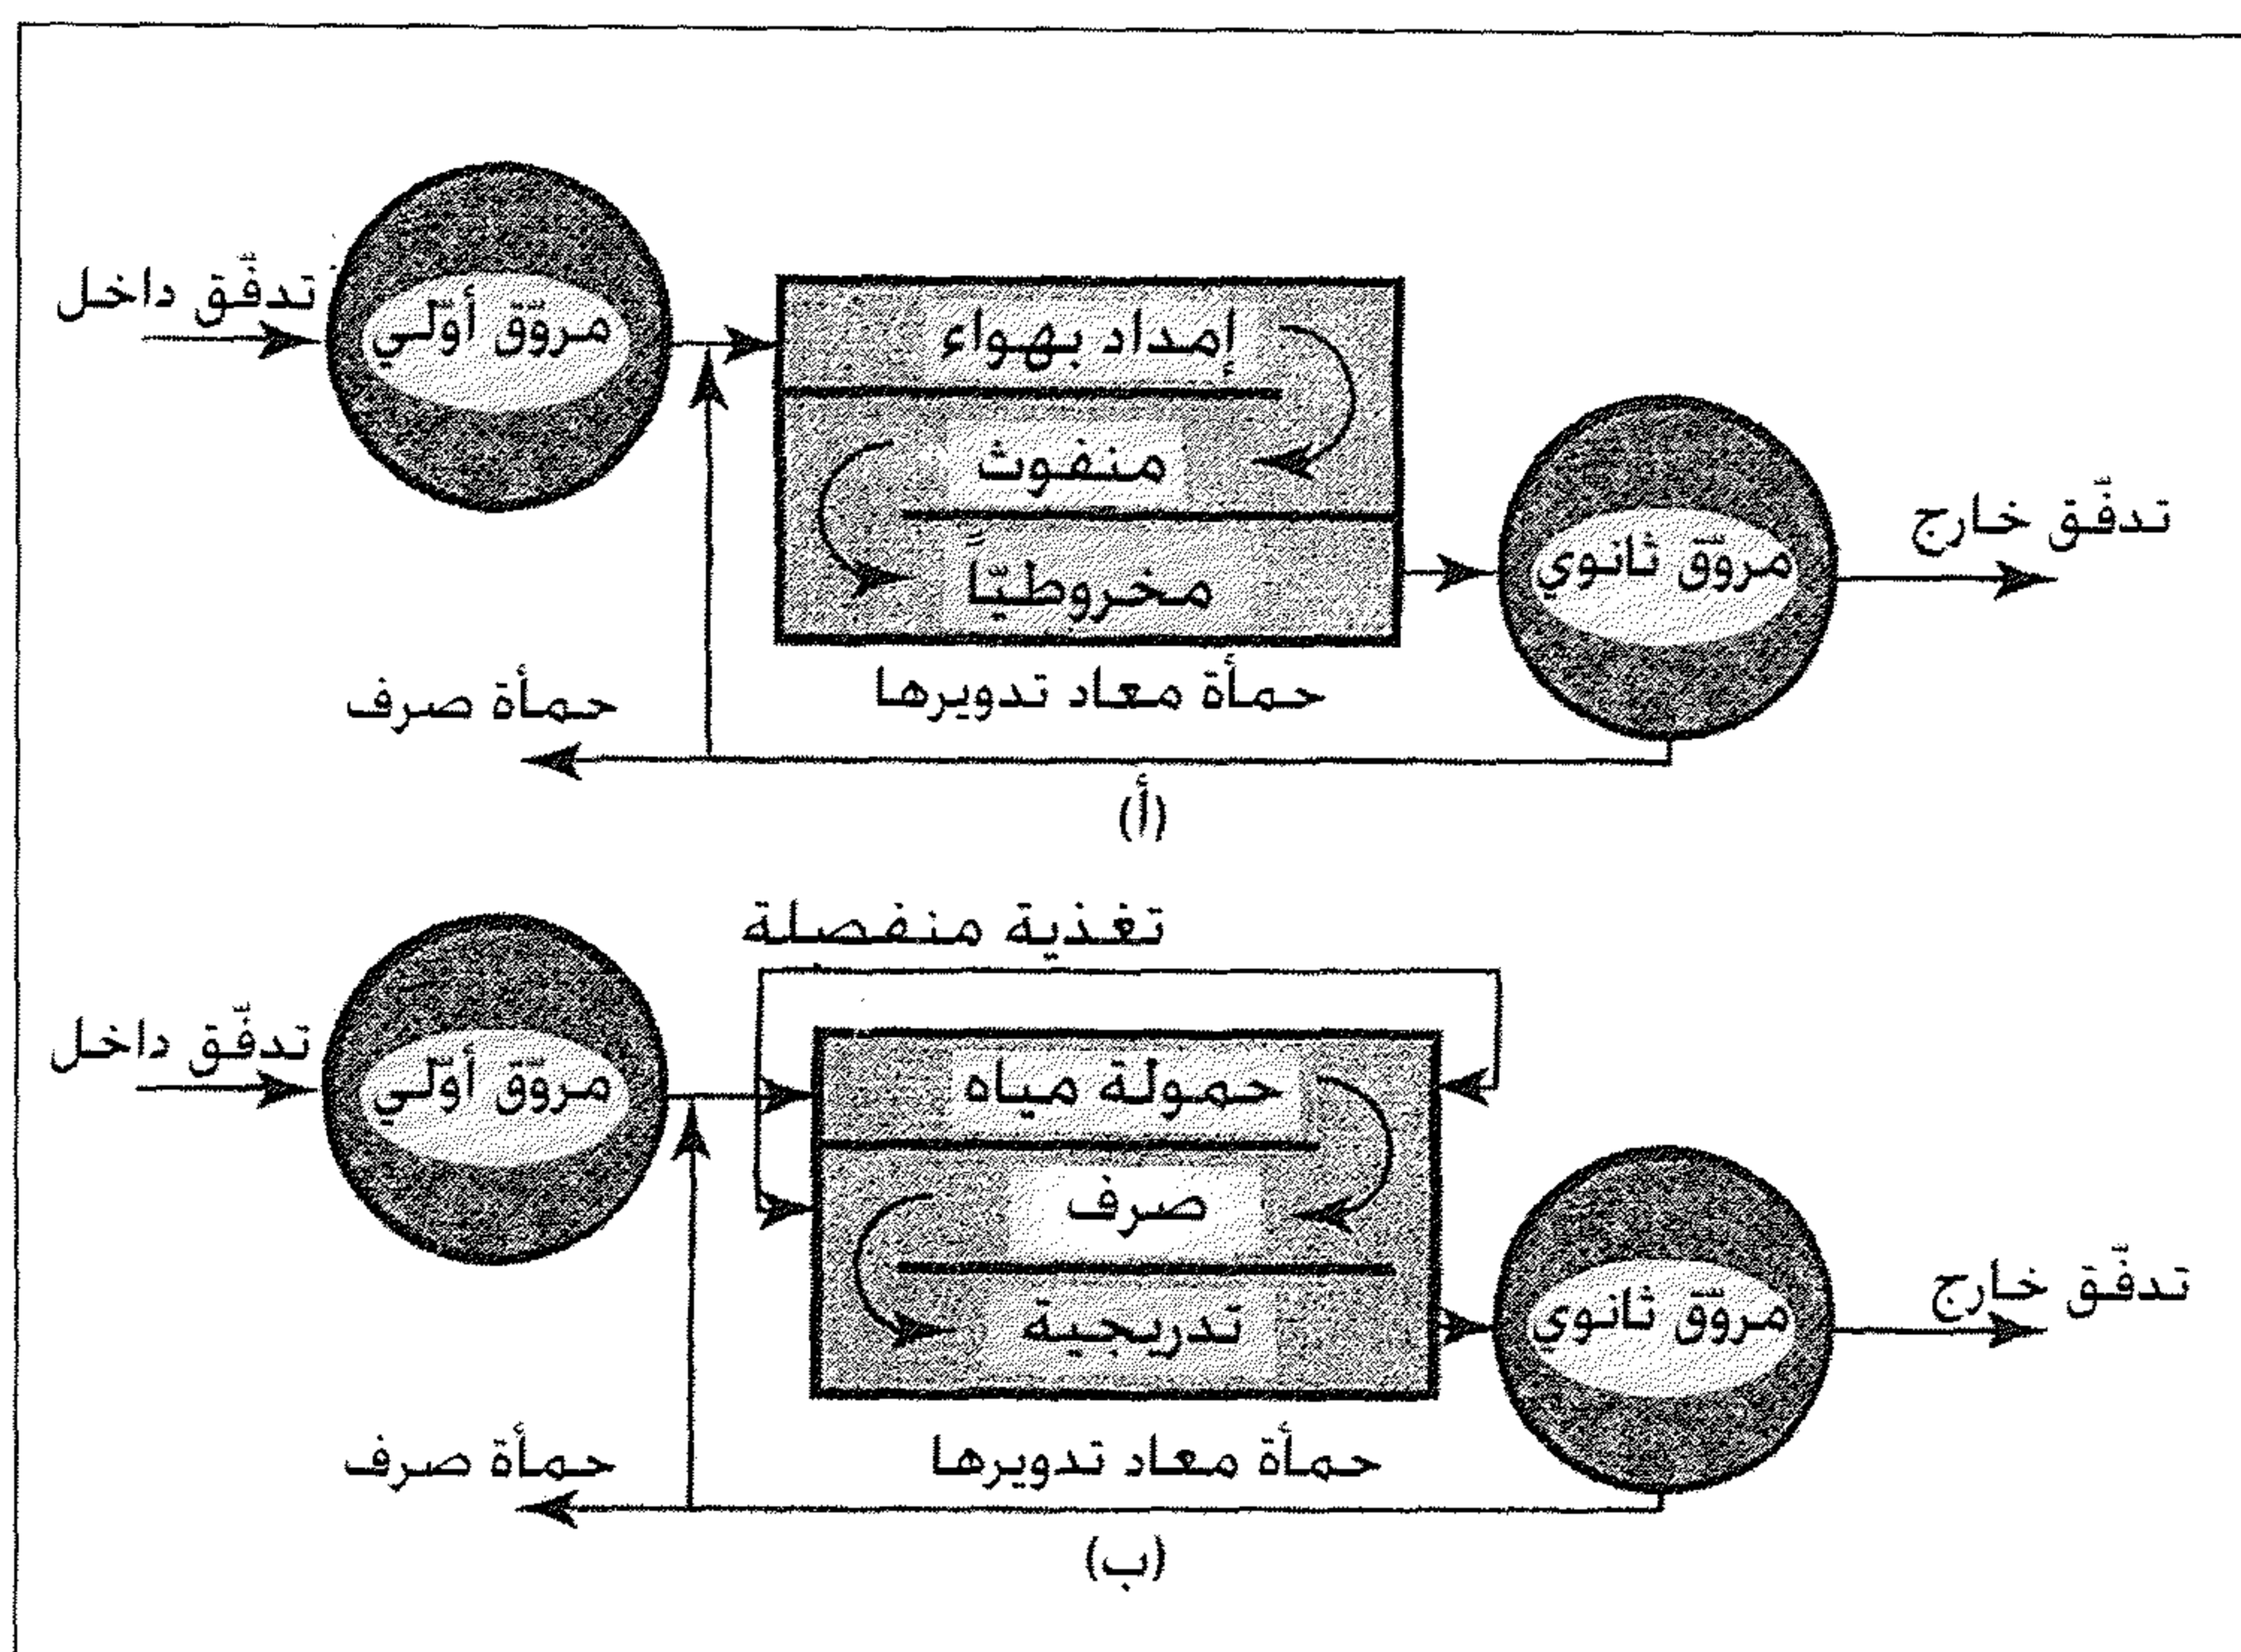 تدفّق داخل
مروّق أوّلي
إمداد بهواء
منفوث
مخروطيّاً
مروّق ثانوي
تدفّق خارج
حمأة معاد تدويرها
حمأة صرف
(أ)
تغذية منفصلة
تدفّق داخل
مروّق أوّلي
حمولة مياه
صرف
تدريجية
مروّق ثانوي
تدفّق خارج
حمأة معاد تدويرها
حمأة صرف
(ب)